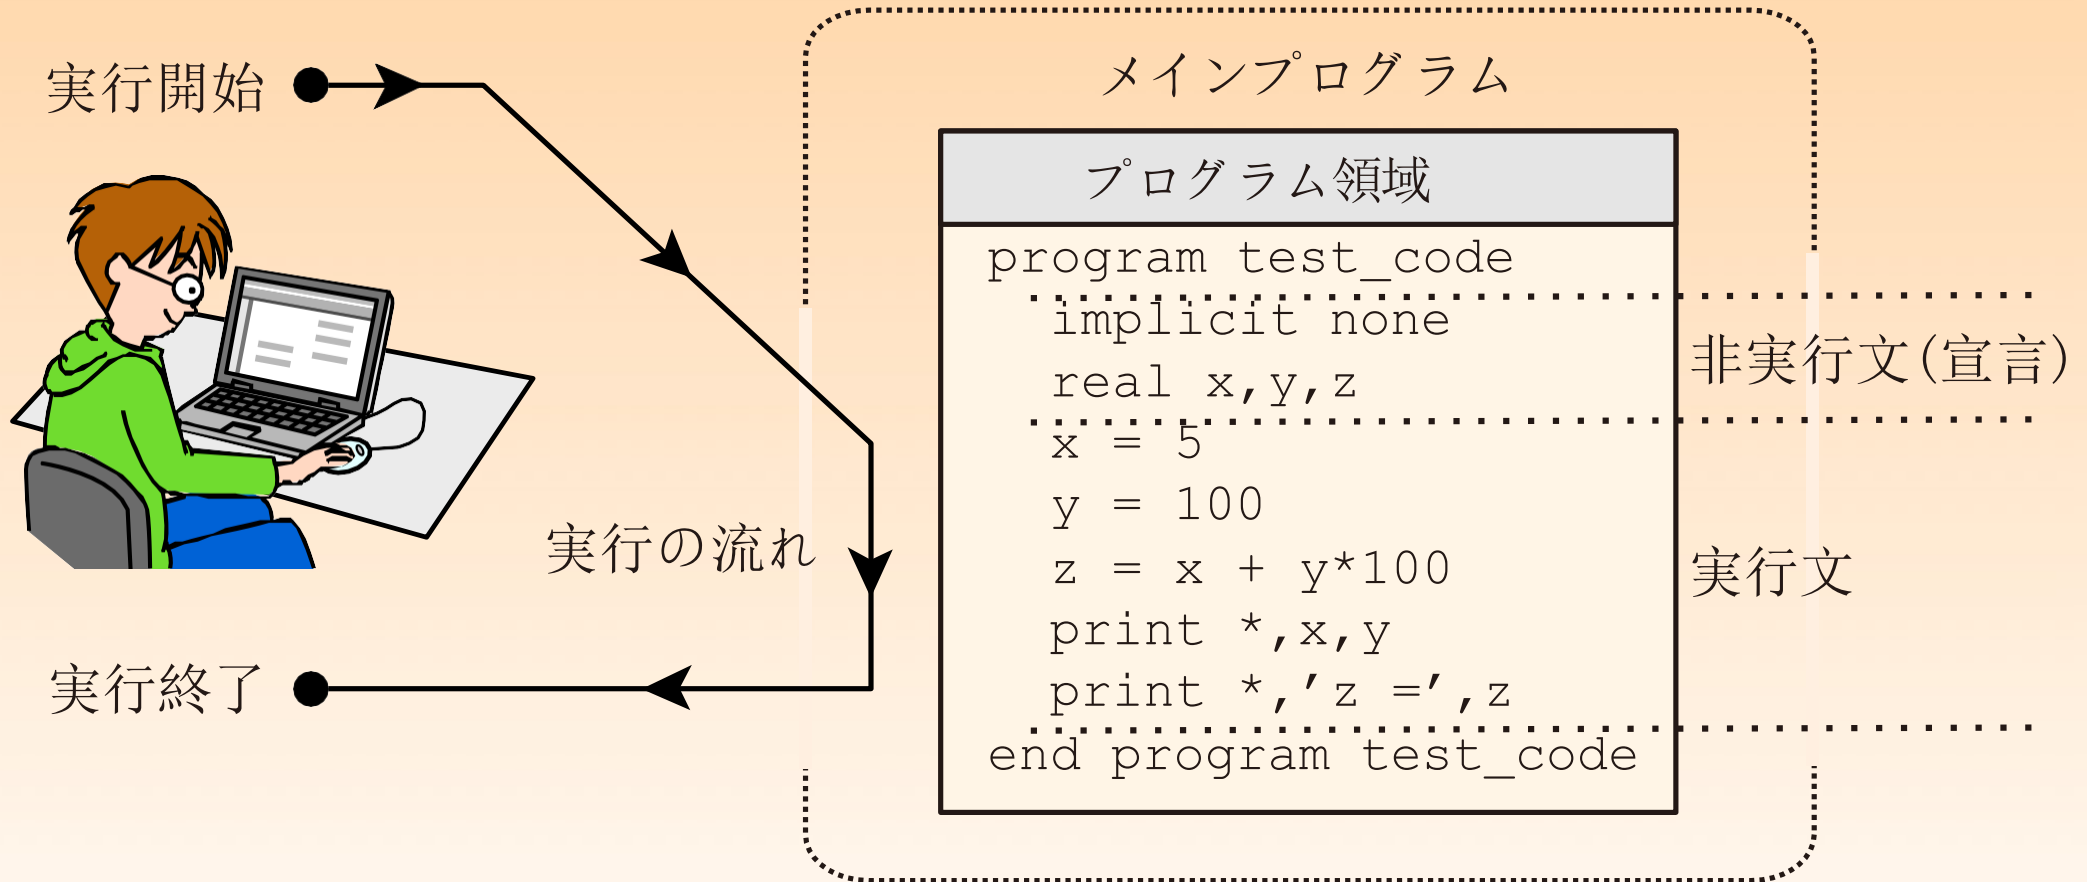 実行開始
メインプログラム
プログラム領域
program test_code
implicit none
real x,y,z
非実行文(宣言)
x = 5
y = 100
z = x + y*100
print *,x,y
print *,'z =',z
実行文
end program test_code
実行の流れ
実行終了